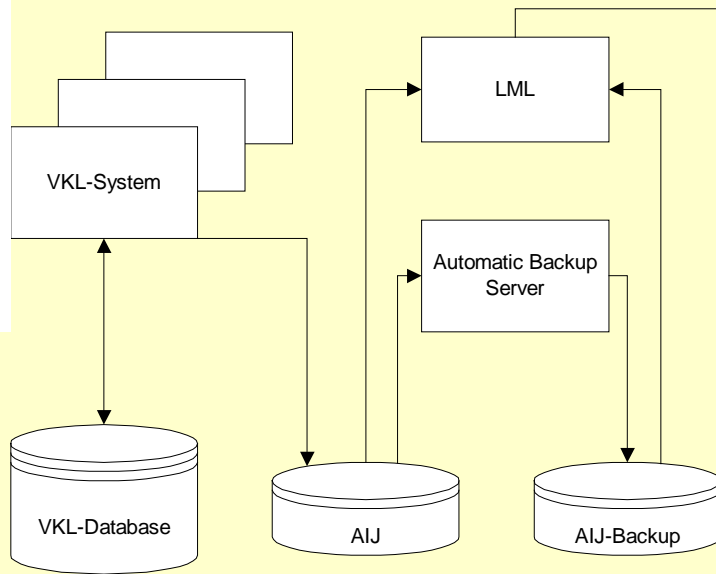 LML
VKL-System
Automatic Backup
Server
VKL-Database
AIJ
AIJ-Backup